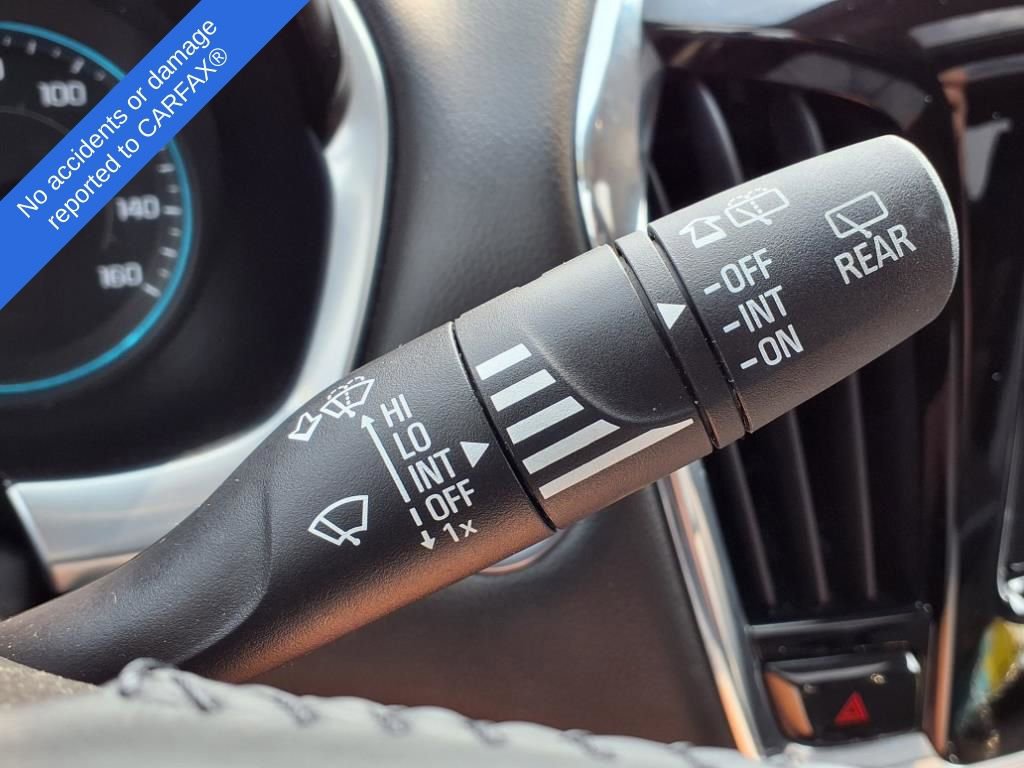 No accidents or damage
reported to CARFAX®
100
140
160
HI
LO
INT
OFF
1x
OFF
INT
ON
REAR